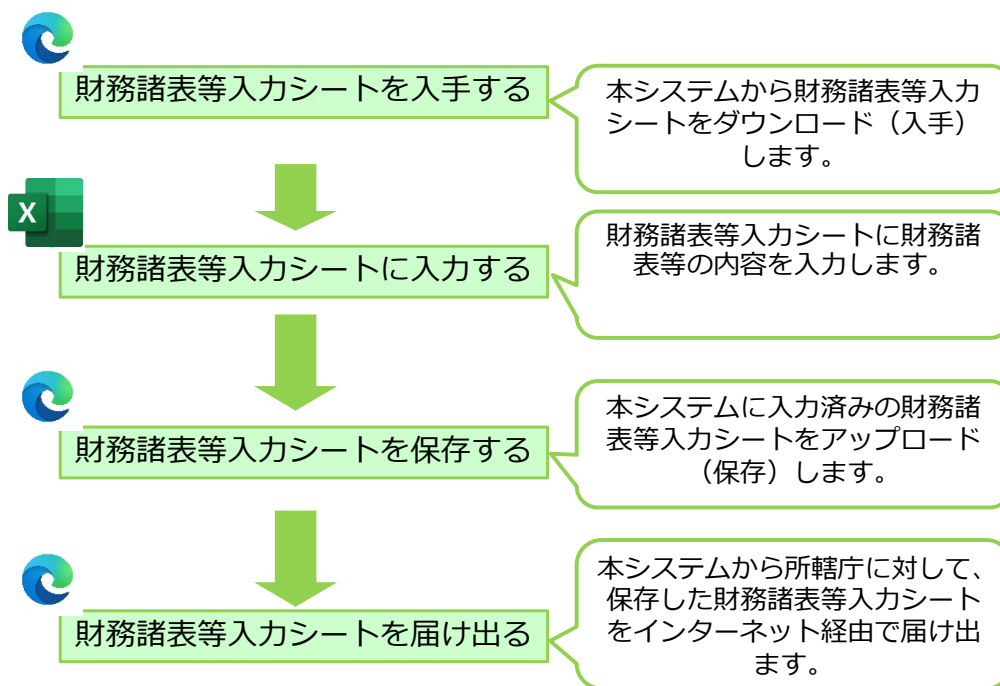 財務諸表等入力シートを入手する
本システムから財務諸表等入力
シートをダウンロード（入手）
します。
X
財務諸表等入力シートに入力する
財務諸表等入力シートに財務諸
表等の内容を入力します。
財務諸表等入力シートを保存する
本システムに入力済みの財務諸
表等入力シートをアップロード
（保存）します。
財務諸表等入力シートを届け出る
本システムから所轄庁に対して、
保存した財務諸表等入力シート
をインターネット経由で届け出
ます。